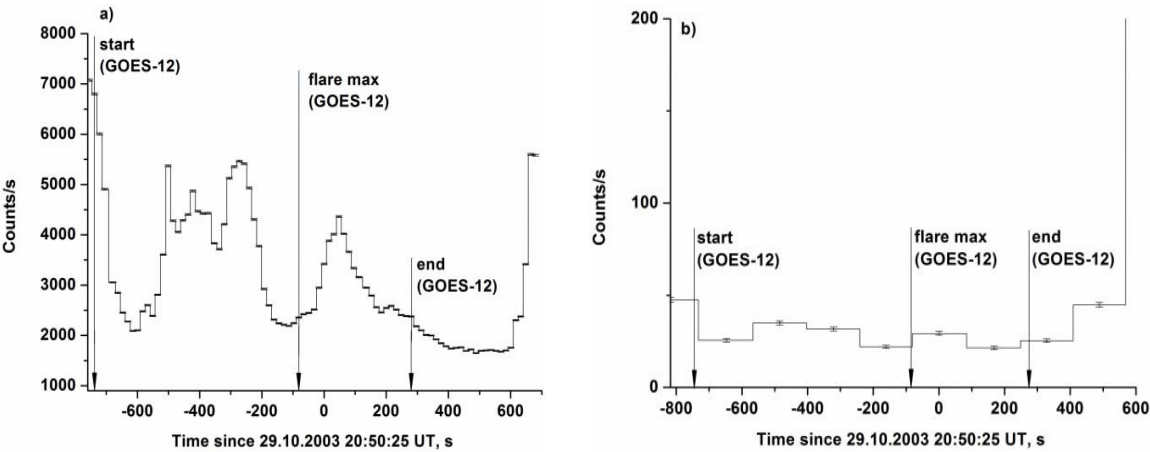 a)
8000
7000
6000
5000
4000
3000
2000
1000
Counts/s
start
(GOES-12)
flare max
(GOES-12)
end
(GOES-12)
-600
-400
-200
0
200
400
600
Time since 29.10.2003 20:50:25 UT, s
b)
200
100
0
Counts/s
start
(GOES-12)
flare max
(GOES-12)
end
(GOES-12)
-800
-600
-400
-200
0
200
400
600
Time since 29.10.2003 20:50:25 UT, s